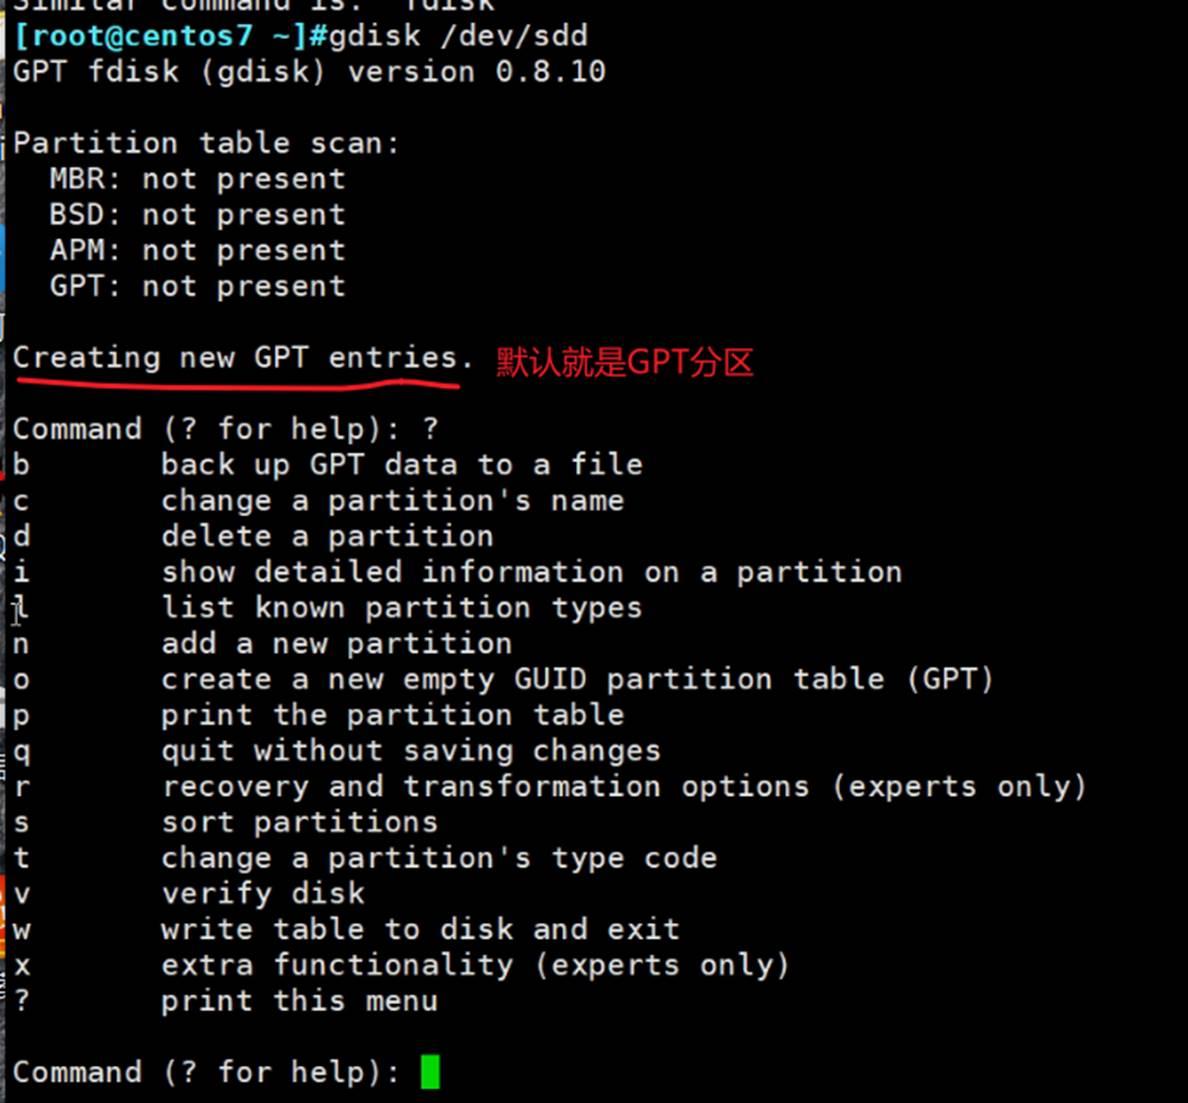 Similar command is: fdisk
[root@centos7 ~]#gdisk /dev/sdd
GPT fdisk (gdisk) version 0.8.10
Partition table scan:
MBR: not present
BSD: not present
APM: not present
GPT: not present
Creating new GPT entries. 默认就是GPT分区
Command (? for help): ?
b back up GPT data to a file
c change a partition's name
d delete a partition
i show detailed information on a partition
l list known partition types
n add a new partition
o create a new empty GUID partition table (GPT)
p print the partition table
q quit without saving changes
r recovery and transformation options (experts only)
s sort partitions
t change a partition's type code
v verify disk
w write table to disk and exit
x extra functionality (experts only)
? print this menu
Command (? for help):